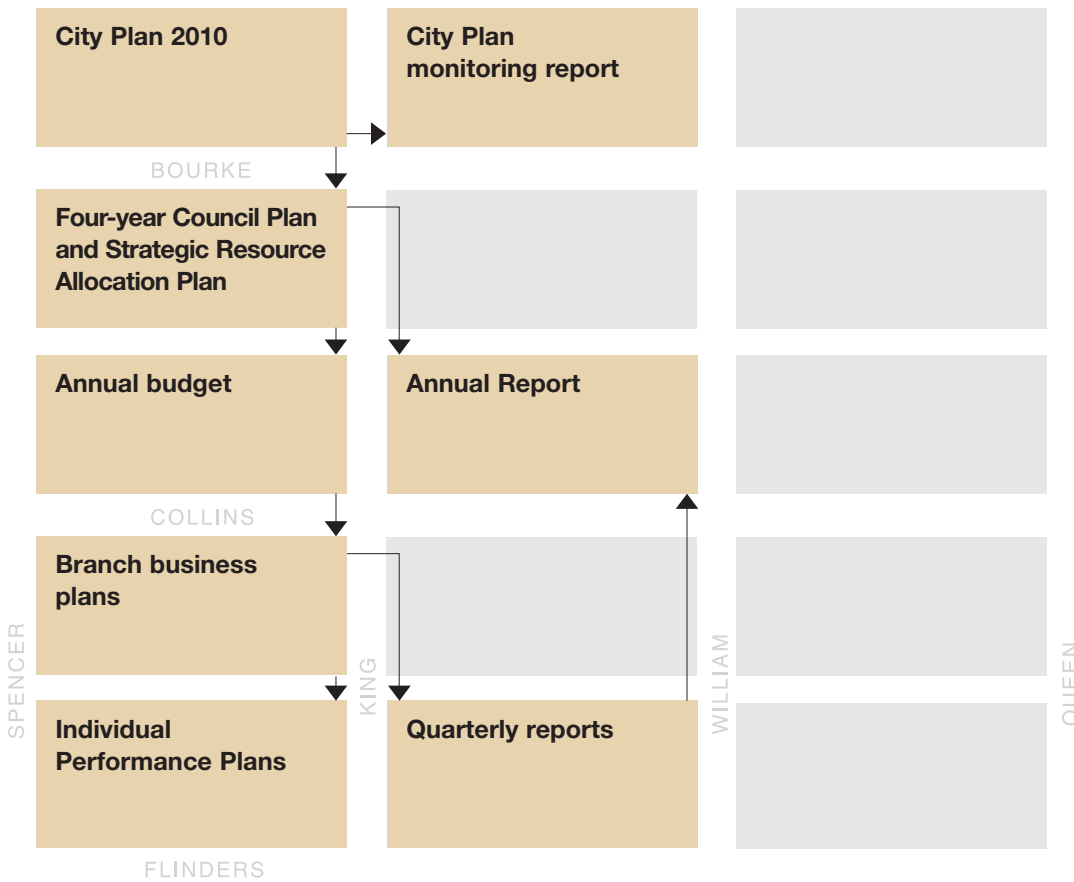 City Plan 2010
City Plan
monitoring report
BOURKE
Four-year Council Plan
and Strategic Resource
Allocation Plan
Annual budget
Annual Report
COLLINS
Branch business
plans
SPENCER
KING
WILLIAM
QUEEN
Individual
Performance Plans
Quarterly reports
FLINDERS